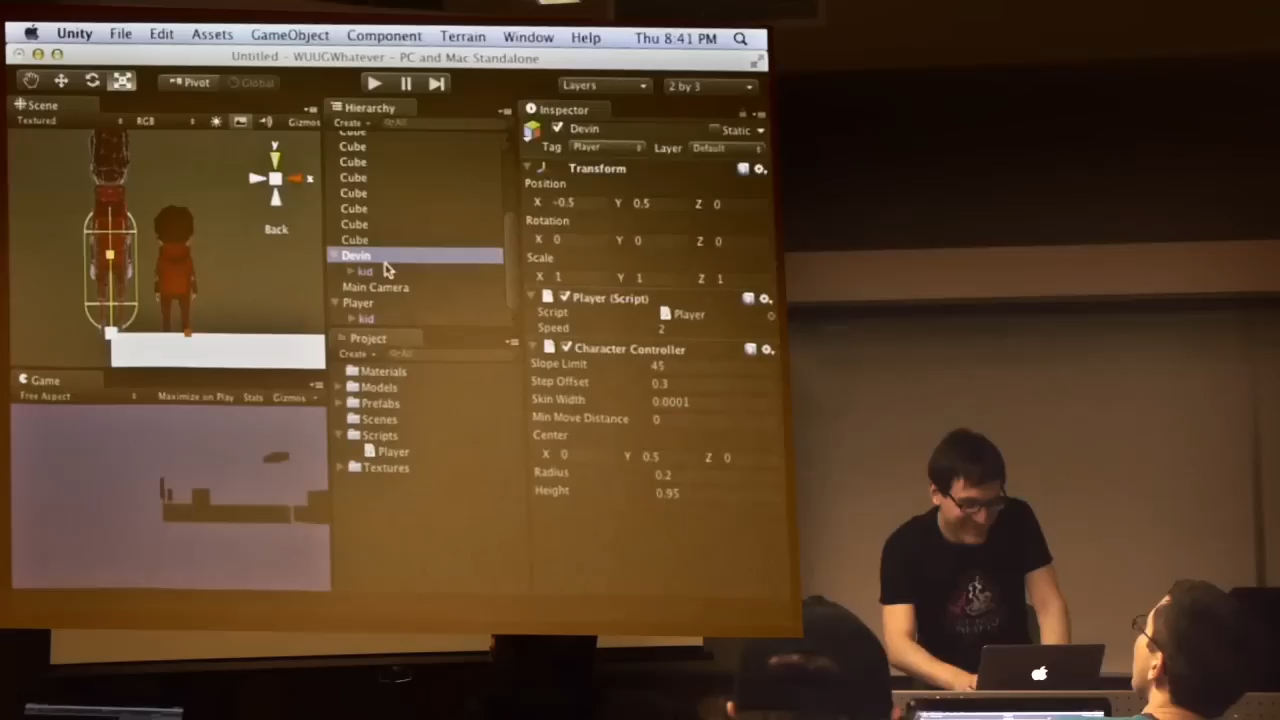 Unity File Edit Assets GameObject Component Terrain Window Help Thu 8:41 PM
Untitled - WUUGWhatever - PC and Mac Standalone
Pivot Global Layers 2 by 3
Scene
Textured RGB Gizmos
y
x
Back
Game
Free Aspect Maximize on Play Stats Gizmos
Hierarchy
Create All
Cube
Cube
Cube
Cube
Cube
Cube
Cube
Cube
Devin
kid
Main Camera
Player
kid
Project
Create All
Materials
Models
Prefabs
Scenes
Scripts
Player
Textures
Inspector
Devin Static
Tag Player Layer Default
Transform
Position
X -0.5 Y 0.5 Z 0
Rotation
X 0 Y 0 Z 0
Scale
X 1 Y 1 Z 1
Player (Script)
Script Player
Speed 2
Character Controller
Slope Limit 45
Step Offset 0.3
Skin Width 0.0001
Min Move Distance 0
Center
X 0 Y 0.5 Z 0
Radius 0.2
Height 0.95